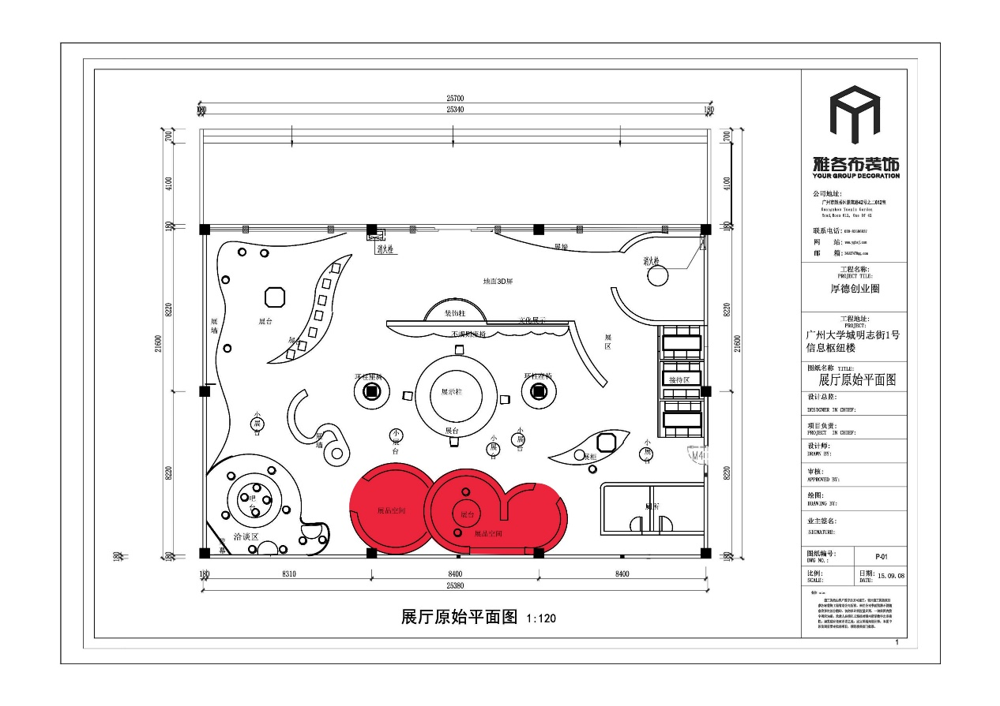 25700
180
25340
180
700
4100
180
8220
21600
8220
180
180
700
4100
180
8220
21600
8220
180
消火栓
展墙
消火栓
地面3D屏
装饰柱
文化展示
不规则座椅
展墙
展台
展台
展区
环柱座椅
环柱座椅
展示柱
接待区
小展台
展墙
展台
小展台
小展台
小展台
展柜
小展台
吧台
展品空间
展台
展品空间
厕所
洽谈区
180
8310
8400
8400
25380
展厅原始平面图 1:120
雅各布装饰
YOUR GROUP DECORATION
公司地址:
联系电话:
网 站:
邮 箱:
工程名称:
PROJECT TILE:
厚德创业圈
工程地址:
PROJECT:
广州大学城明志街1号
信息枢纽楼
图纸名称 TITLE:
展厅原始平面图
设计总监:
DESIGNER IN CHIEF:
项目负责:
PROJECT IN CHIEF:
设计师:
DRAWN BY:
审核:
APPROVED BY:
绘图:
DRAWING BY:
业主签名:
SIGNATURE:
图纸编号:
DWG NO.:
P-01
比例:
SCALE:
日期:
DATE:
15.09.08
1